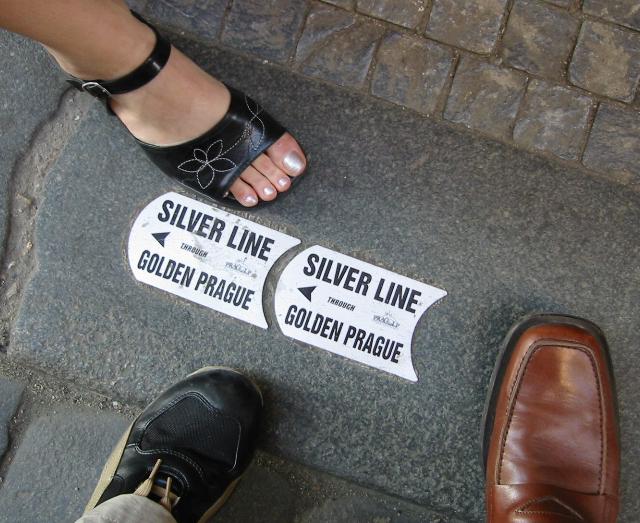 SILVER LINE
THROUGH
GOLDEN PRAGUE
SILVER LINE
THROUGH
GOLDEN PRAGUE